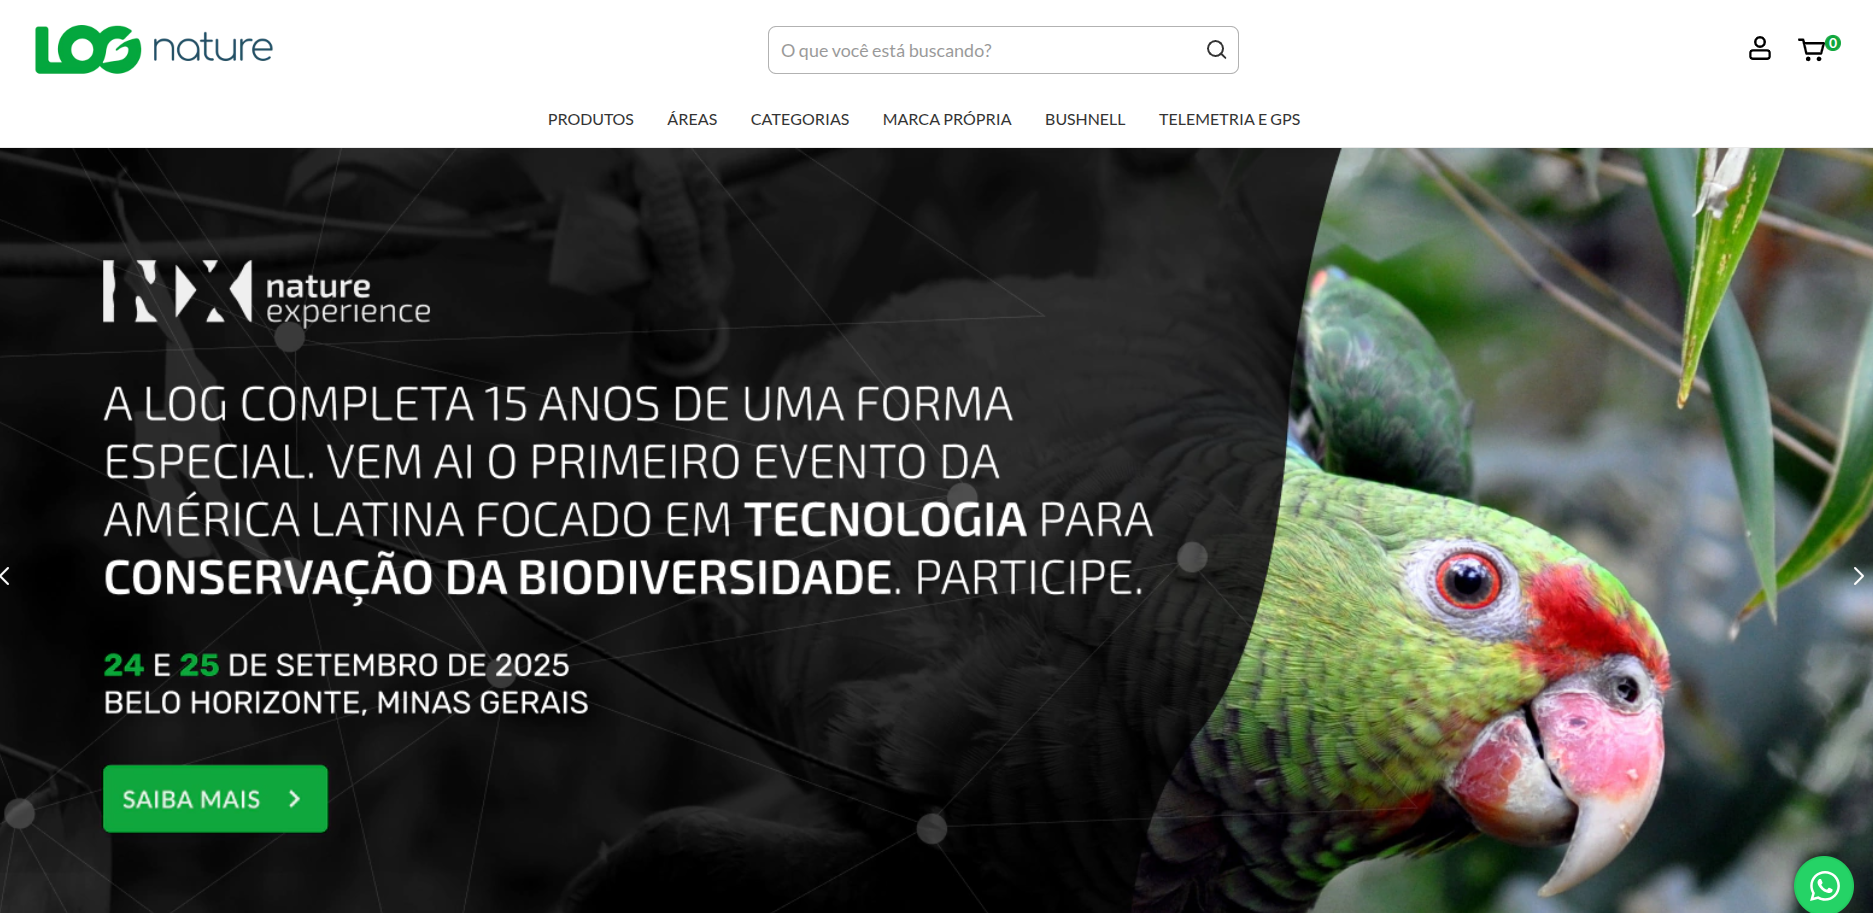 LOG nature
O que você está buscando?
0
PRODUTOS ÁREAS CATEGORIAS MARCA PRÓPRIA BUSHNELL TELEMETRIA E GPS
NX nature
experience
A LOG COMPLETA 15 ANOS DE UMA FORMA
ESPECIAL. VEM AI O PRIMEIRO EVENTO DA
AMÉRICA LATINA FOCADO EM TECNOLOGIA PARA
CONSERVAÇÃO DA BIODIVERSIDADE. PARTICIPE.
24 E 25 DE SETEMBRO DE 2025
BELO HORIZONTE, MINAS GERAIS
SAIBA MAIS